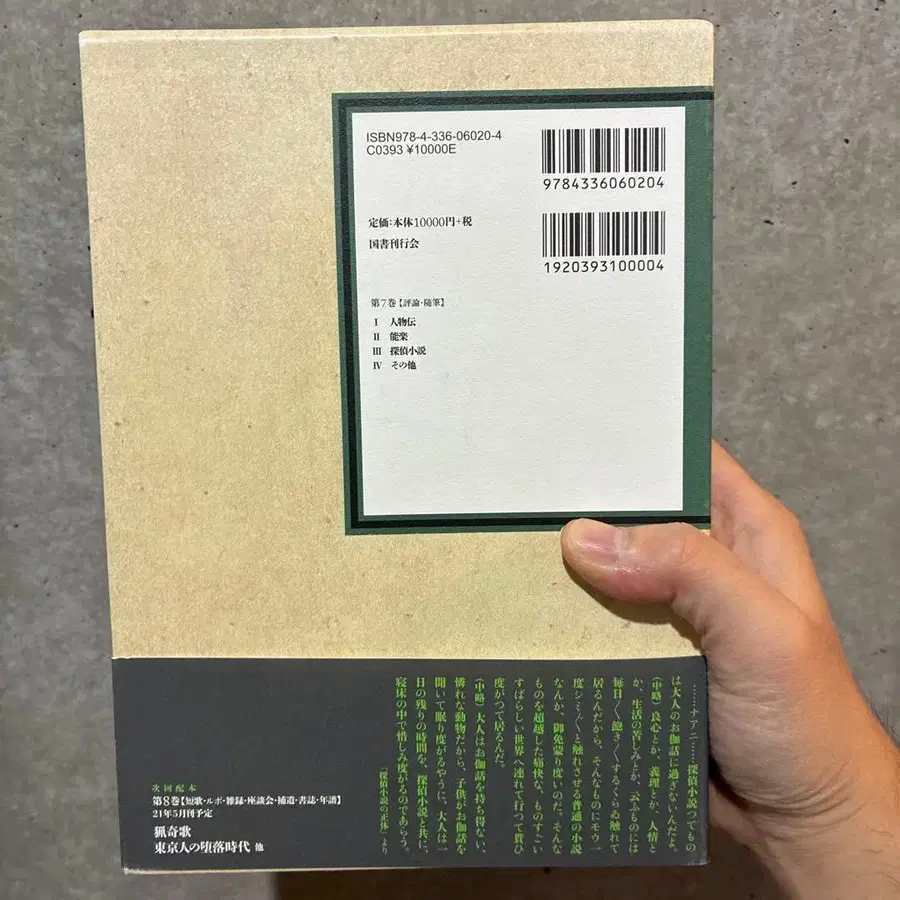 ISBN978-4-336-06020-4
C0393 ¥10000E
9784336060204
定価:本体10000円+税
1920393100004
国書刊行会
第7巻【評論・随筆】
Ⅰ 人物伝
Ⅱ 能楽
Ⅲ 探偵小説
Ⅳ その他
……ナアニ……探偵小説つてもの
は大人のお伽話に過ぎないんだよ。
(中略)良心とか、義理とか、人情と
か、生活の苦しみとか、云ふものには
毎日〱飽き〱するくらゐ触れて
居るんだから、そんなものにモウ一
度シミ〲と触れさせる普通の小説
なんか、御免蒙り度いのだ。そんな
ものを超越した痛快な、ものすごい
すばらしい世界へ連れて行つて貰ひ
度がつて居るんだ。
(中略)大人はお伽話を持ち得ない、
憐れな動物だから、子供がお伽話を
聞いて眠り度がるやうに、大人は一
日の残りの時間を、探偵小説と共に、
寝床の中で惜しみ度がるのであらう。
「探偵小説の正体」より
次回配本
第8巻【短歌・ルポ・雑録・座談会・補遺・書誌・年譜】
21年5月刊予定
猟奇歌
東京人の堕落時代 他